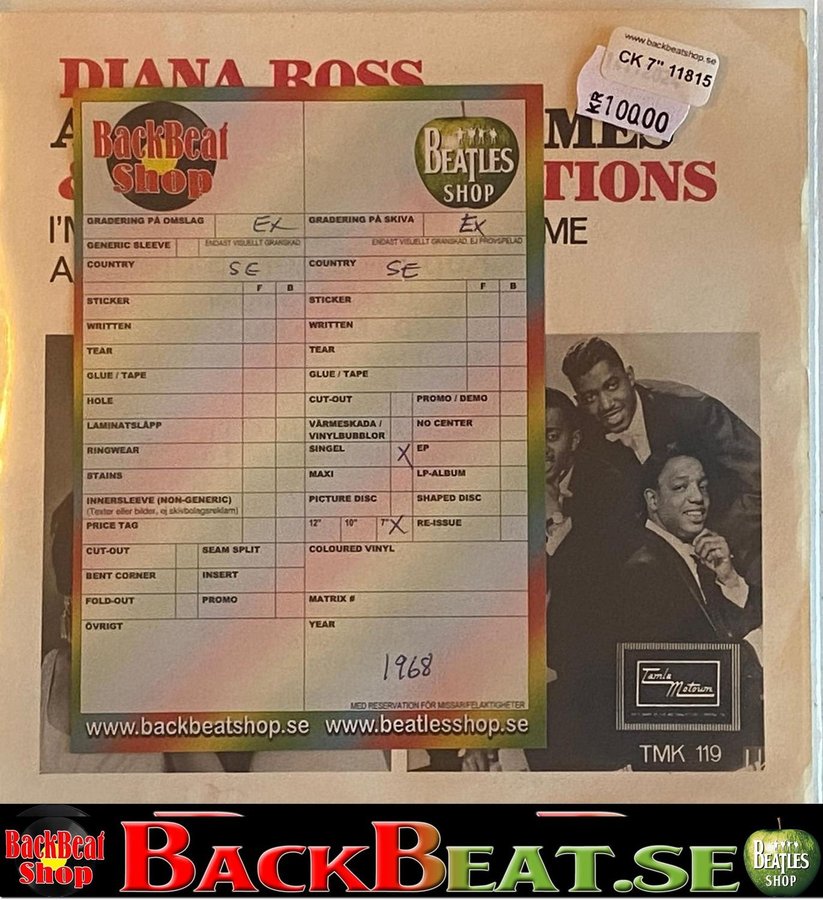 www.backbeatshop.se
CK 7" 11815
KR 100.00
DIANA ROSS
MES
TIONS
I'M
ME
A
BackBeat
Shop
BEATLES
SHOP
GRADERING PÅ OMSLAG EX GRADERING PÅ SKIVA EX
GENERIC SLEEVE ENDAST VISUELLT GRANSKAD ENDAST VISUELLT GRANSKAD, EJ PROVSPELAD
COUNTRY SE COUNTRY SE
F B F B
STICKER STICKER
WRITTEN WRITTEN
TEAR TEAR
GLUE / TAPE GLUE / TAPE
HOLE CUT-OUT PROMO / DEMO
LAMINATSLÄPP VÄRMESKADA / VINYLBUBBLOR NO CENTER
RINGWEAR SINGEL X EP
STAINS MAXI LP-ALBUM
INNERSLEEVE (NON-GENERIC) PICTURE DISC SHAPED DISC
(Texter eller bilder, ej skivbolagsreklam)
PRICE TAG 12" 10" 7" X RE-ISSUE
CUT-OUT SEAM SPLIT COLOURED VINYL
BENT CORNER INSERT
FOLD-OUT PROMO MATRIX #
ÖVRIGT YEAR
1968
MED RESERVATION FÖR MISSAR/FELAKTIGHETER
www.backbeatshop.se www.beatlesshop.se
Tamla
Motown
TMK 119
BackBeat
Shop
BACKBEAT.SE
BEATLES
SHOP